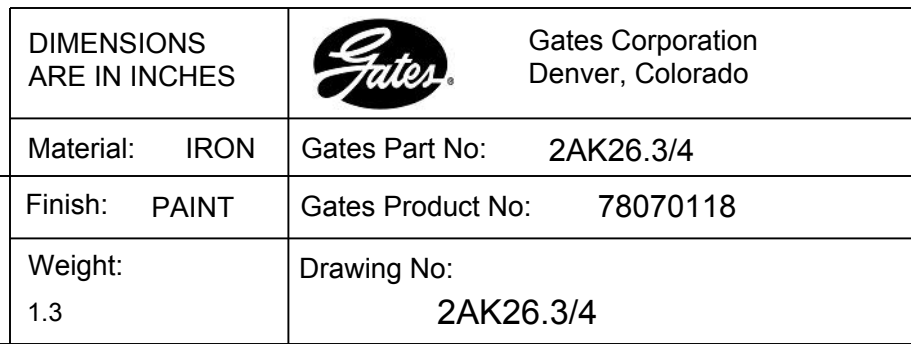 DIMENSIONS
ARE IN INCHES
Gates®
Gates Corporation
Denver, Colorado
Material: IRON
Gates Part No: 2AK26.3/4
Finish: PAINT
Gates Product No: 78070118
Weight:
1.3
Drawing No:
2AK26.3/4